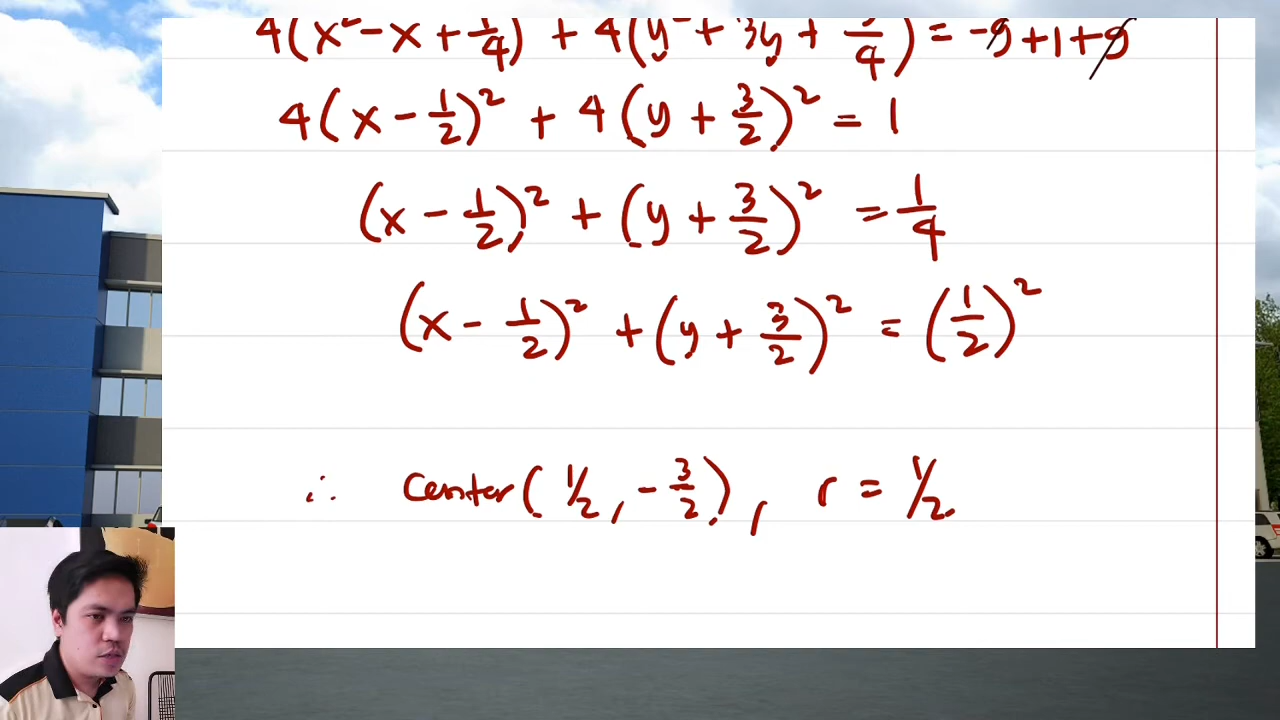 4(x²-x+1/4) + 4(y²+3y+9/4) = -9+1+9
4(x - 1/2)² + 4(y + 3/2)² = 1
(x - 1/2)² + (y + 3/2)² = 1/4
(x - 1/2)² + (y + 3/2)² = (1/2)²
∴ Center(1/2, -3/2), r = 1/2.